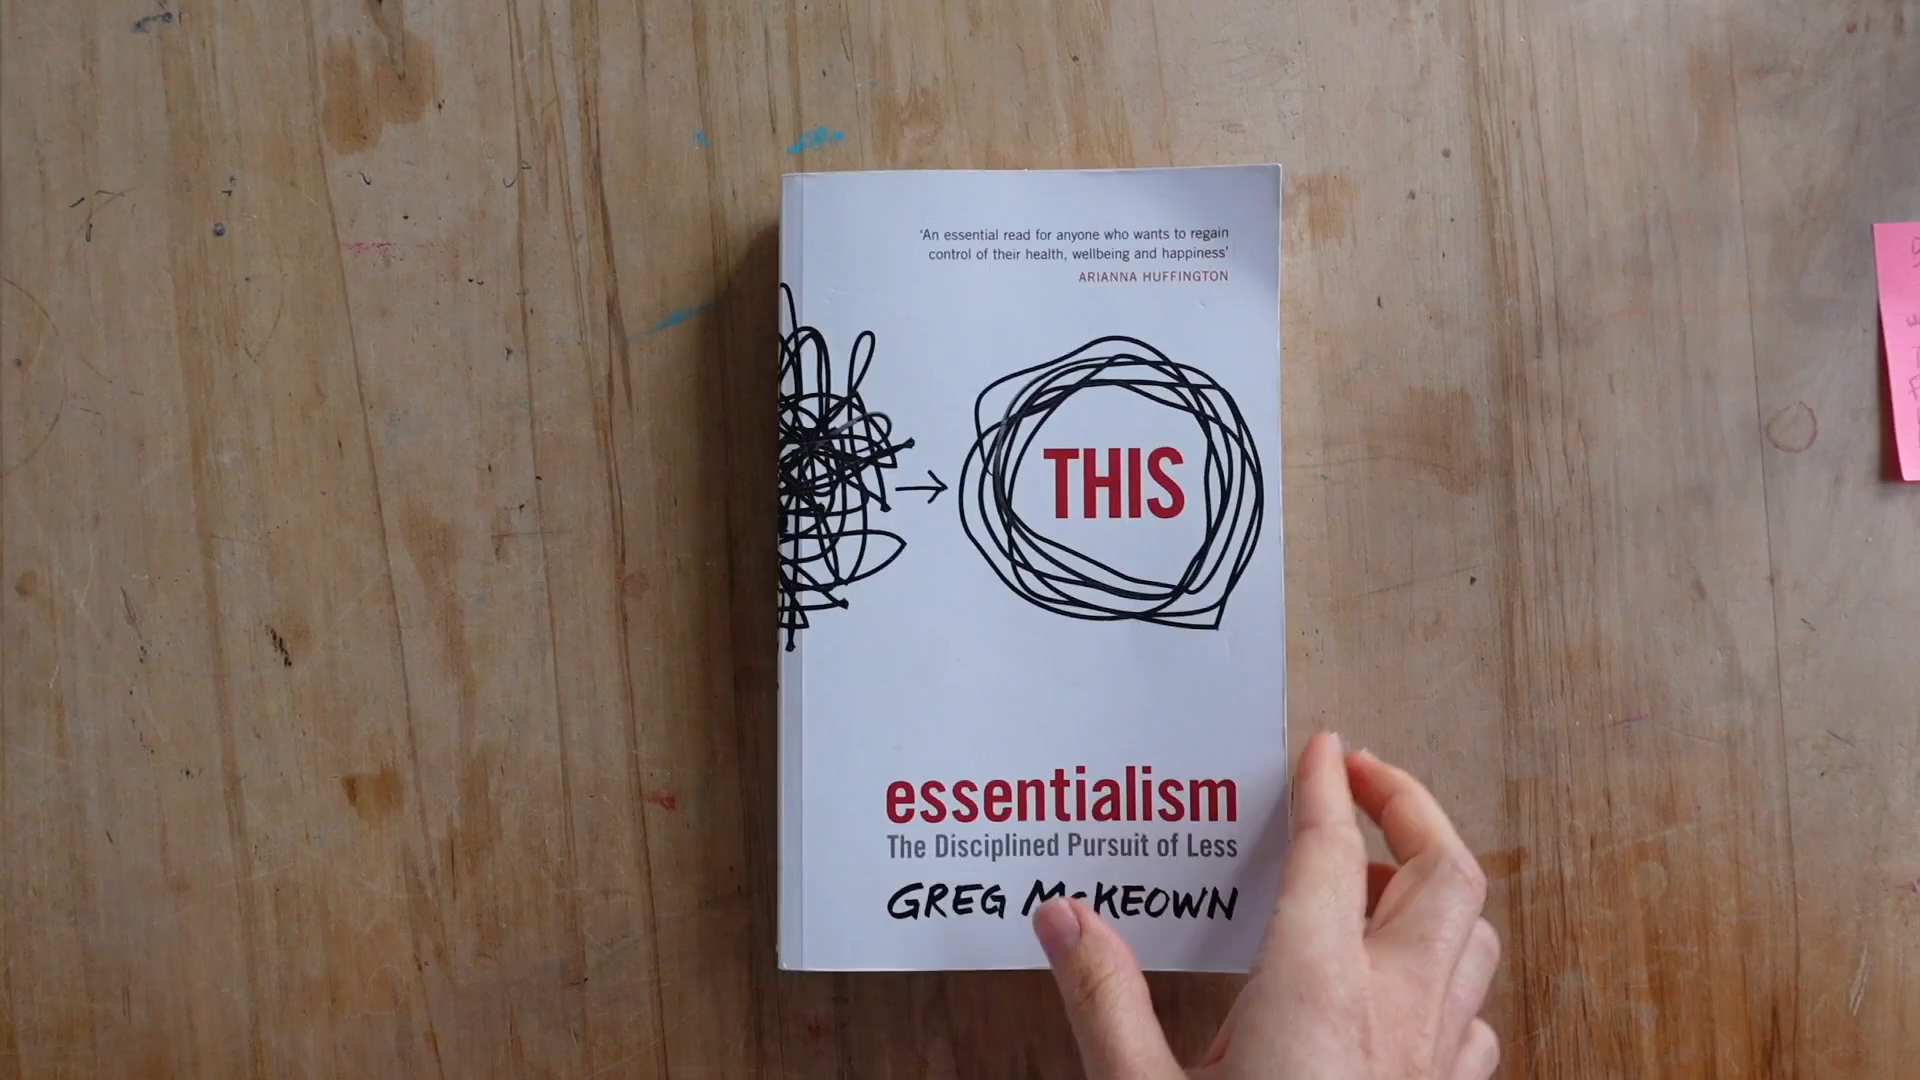 'An essential read for anyone who wants to regain
control of their health, wellbeing and happiness'
ARIANNA HUFFINGTON
THIS
essentialism
The Disciplined Pursuit of Less
GREG McKEOWN